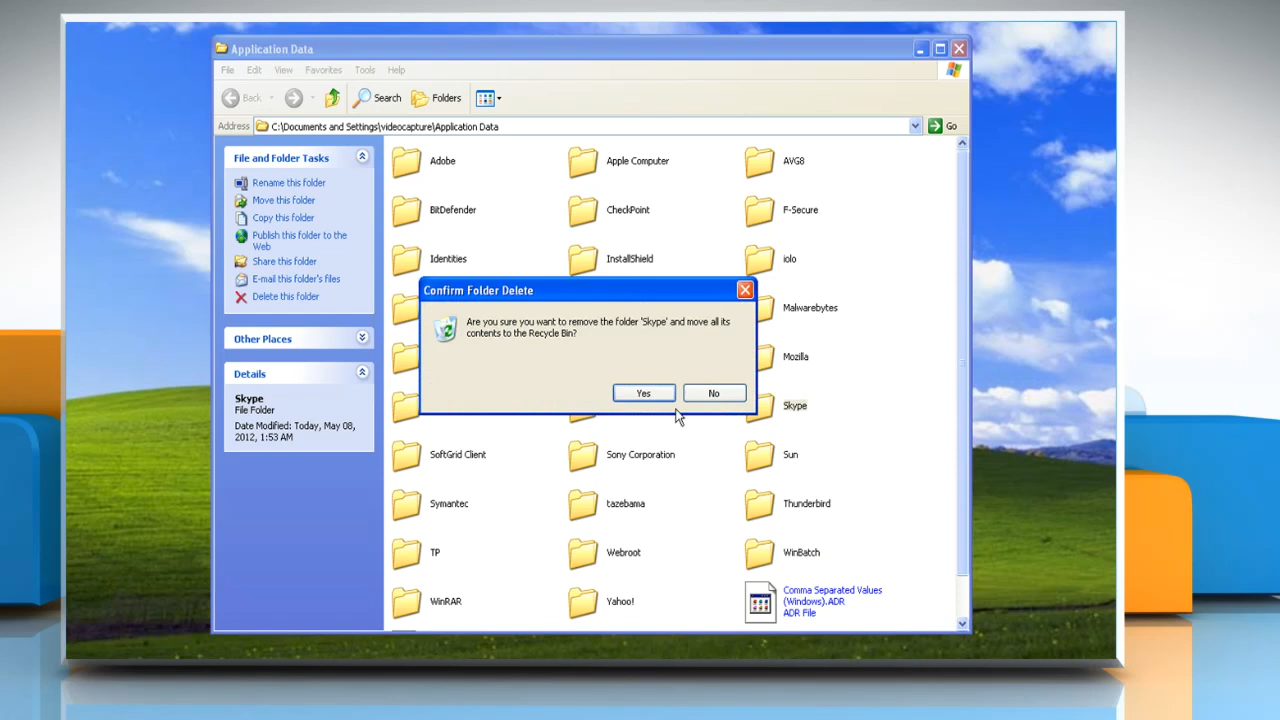 Application Data
File Edit View Favorites Tools Help
Back Search Folders
Address C:\Documents and Settings\videocapture\Application Data Go
File and Folder Tasks
Rename this folder
Move this folder
Copy this folder
Publish this folder to the
Web
Share this folder
E-mail this folder's files
Delete this folder
Other Places
Details
Skype
File Folder
Date Modified: Today, May 08,
2012, 1:53 AM
Adobe Apple Computer AVG8
BitDefender CheckPoint F-Secure
Identities InstallShield iolo
Malwarebytes
Mozilla
Skype
Confirm Folder Delete
Are you sure you want to remove the folder 'Skype' and move all its
contents to the Recycle Bin?
Yes No
SoftGrid Client Sony Corporation Sun
Symantec tazebama Thunderbird
TP Webroot WinBatch
WinRAR Yahoo! Comma Separated Values
(Windows).ADR
ADR File